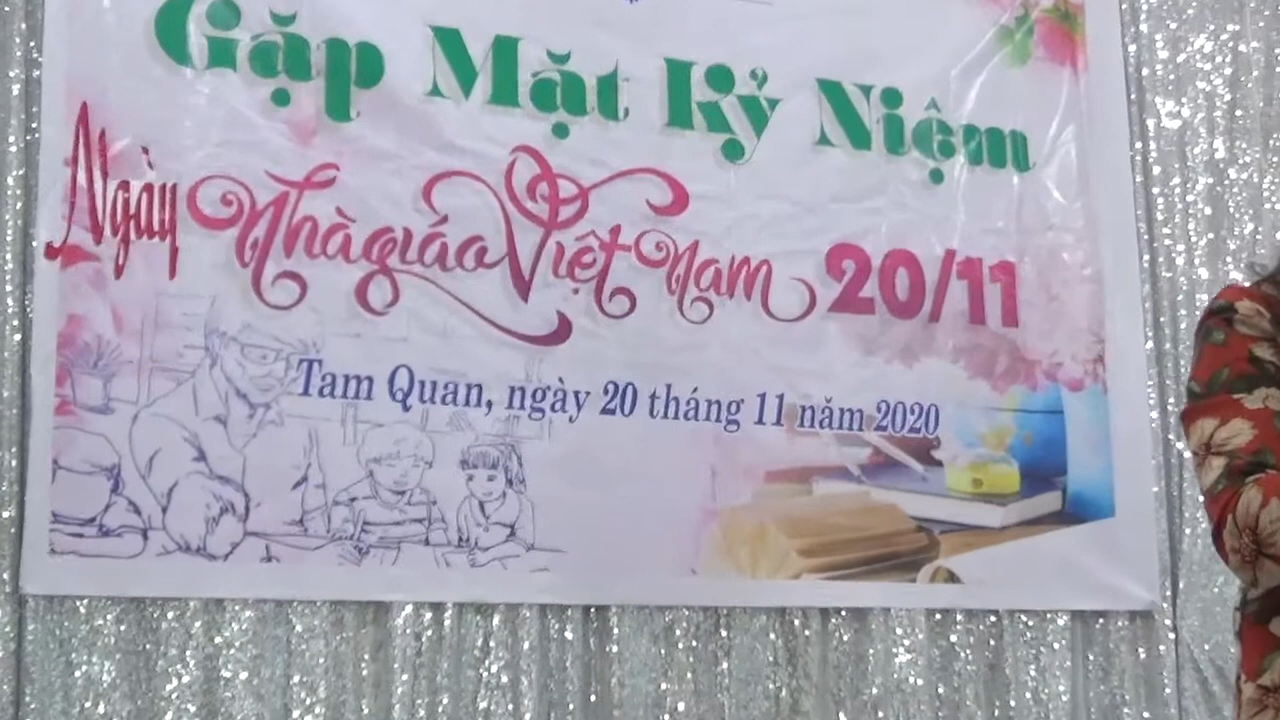 Gặp Mặt Kỷ Niệm
Ngày Nhà giáo Việt Nam 20/11
Tam Quan, ngày 20 tháng 11 năm 2020